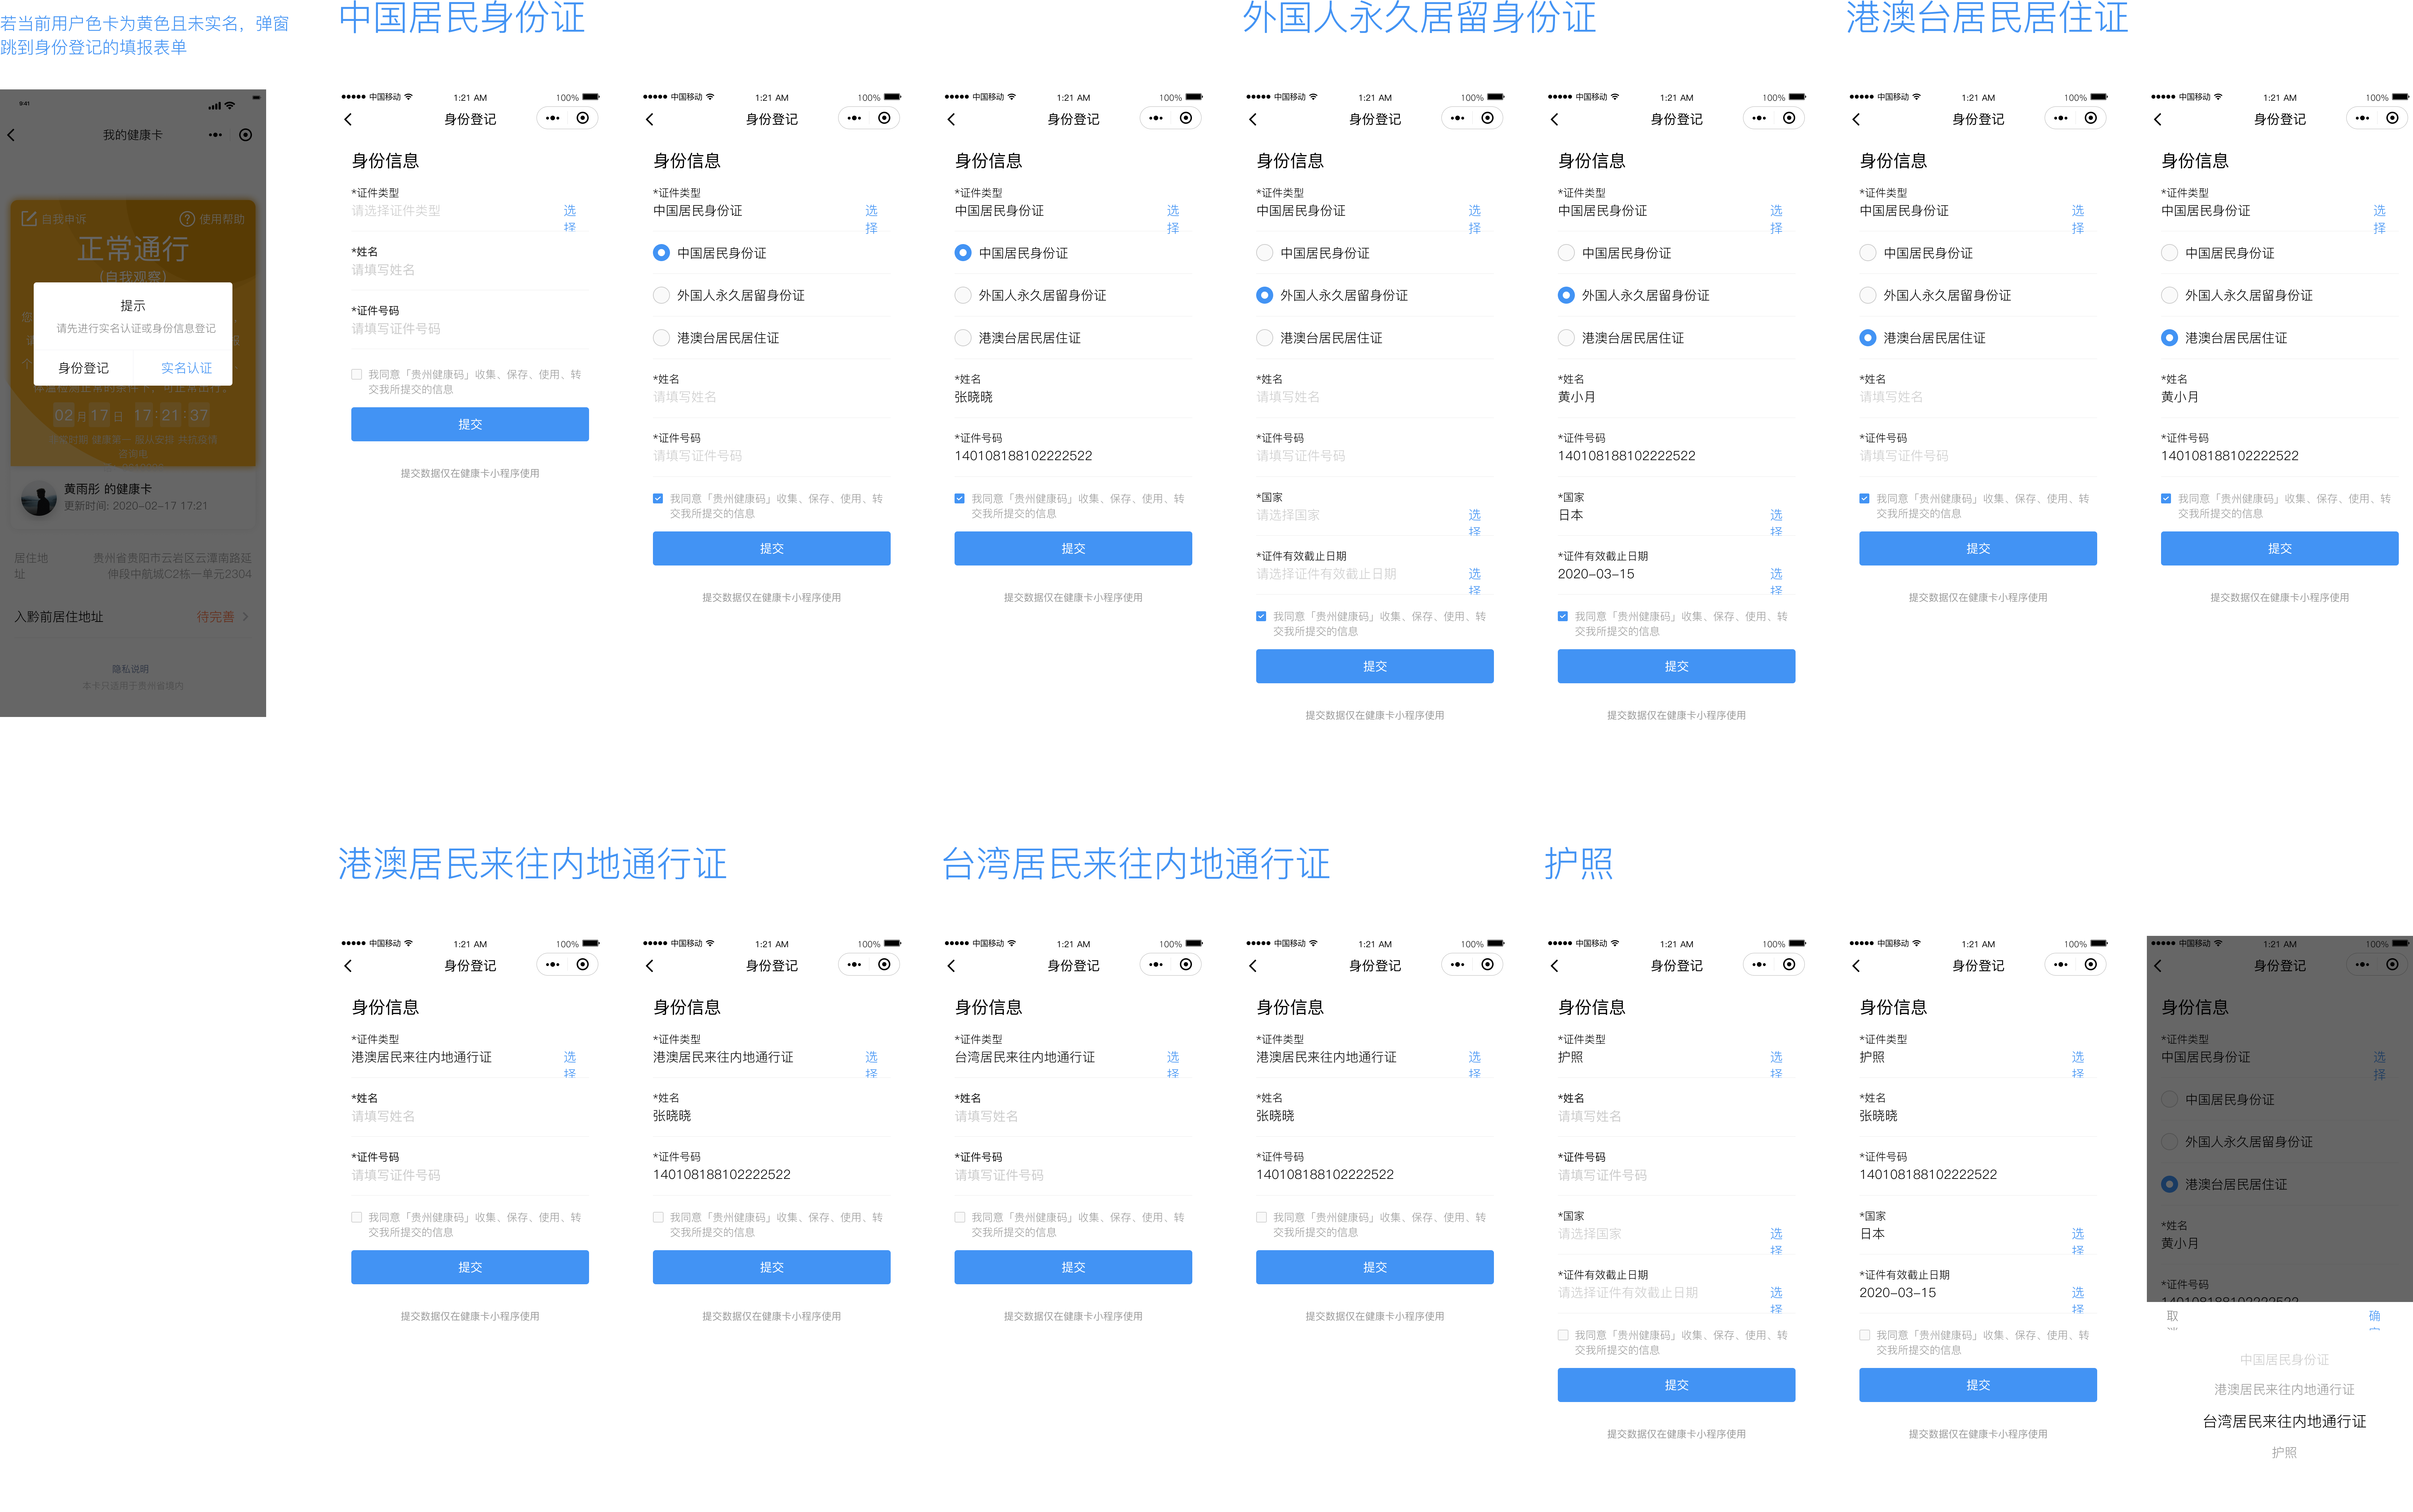 若当前用户色卡为黄色且未实名，弹窗
跳到身份登记的填报表单
9:41
我的健康卡
自我申诉
使用帮助
正常通行
(自我观察)
提示
请先进行实名认证或身份信息登记
身份登记
实名认证
02 月 17 日 17 : 21 : 37
黄雨彤 的健康卡
更新时间: 2020-02-17 17:21
居住地
址
贵州省贵阳市云岩区云潭南路延
伸段中航城C2栋一单元2304
入黔前居住地址
待完善
隐私说明
本卡只适用于贵州省境内
中国居民身份证
中国移动
1:21 AM
100%
身份登记
身份信息
*证件类型
请选择证件类型
选
择
*姓名
请填写姓名
*证件号码
请填写证件号码
我同意「贵州健康码」收集、保存、使用、转
交我所提交的信息
提交
提交数据仅在健康卡小程序使用
中国移动
1:21 AM
100%
身份登记
身份信息
*证件类型
中国居民身份证
选
择
中国居民身份证
外国人永久居留身份证
港澳台居民居住证
*姓名
请填写姓名
*证件号码
请填写证件号码
我同意「贵州健康码」收集、保存、使用、转
交我所提交的信息
提交
提交数据仅在健康卡小程序使用
中国移动
1:21 AM
100%
身份登记
身份信息
*证件类型
中国居民身份证
选
择
中国居民身份证
外国人永久居留身份证
港澳台居民居住证
*姓名
张晓晓
*证件号码
140108188102222522
我同意「贵州健康码」收集、保存、使用、转
交我所提交的信息
提交
提交数据仅在健康卡小程序使用
外国人永久居留身份证
中国移动
1:21 AM
100%
身份登记
身份信息
*证件类型
中国居民身份证
选
择
中国居民身份证
外国人永久居留身份证
港澳台居民居住证
*姓名
请填写姓名
*证件号码
请填写证件号码
*国家
请选择国家
选
择
*证件有效截止日期
请选择证件有效截止日期
选
择
我同意「贵州健康码」收集、保存、使用、转
交我所提交的信息
提交
提交数据仅在健康卡小程序使用
中国移动
1:21 AM
100%
身份登记
身份信息
*证件类型
中国居民身份证
选
择
中国居民身份证
外国人永久居留身份证
港澳台居民居住证
*姓名
黄小月
*证件号码
140108188102222522
*国家
日本
选
择
*证件有效截止日期
2020-03-15
选
择
我同意「贵州健康码」收集、保存、使用、转
交我所提交的信息
提交
提交数据仅在健康卡小程序使用
港澳台居民居住证
中国移动
1:21 AM
100%
身份登记
身份信息
*证件类型
中国居民身份证
选
择
中国居民身份证
外国人永久居留身份证
港澳台居民居住证
*姓名
请填写姓名
*证件号码
请填写证件号码
我同意「贵州健康码」收集、保存、使用、转
交我所提交的信息
提交
提交数据仅在健康卡小程序使用
中国移动
1:21 AM
100%
身份登记
身份信息
*证件类型
中国居民身份证
选
择
中国居民身份证
外国人永久居留身份证
港澳台居民居住证
*姓名
黄小月
*证件号码
140108188102222522
我同意「贵州健康码」收集、保存、使用、转
交我所提交的信息
提交
提交数据仅在健康卡小程序使用
港澳居民来往内地通行证
中国移动
1:21 AM
100%
身份登记
身份信息
*证件类型
港澳居民来往内地通行证
选
择
*姓名
请填写姓名
*证件号码
请填写证件号码
我同意「贵州健康码」收集、保存、使用、转
交我所提交的信息
提交
提交数据仅在健康卡小程序使用
中国移动
1:21 AM
100%
身份登记
身份信息
*证件类型
港澳居民来往内地通行证
选
择
*姓名
张晓晓
*证件号码
140108188102222522
我同意「贵州健康码」收集、保存、使用、转
交我所提交的信息
提交
提交数据仅在健康卡小程序使用
台湾居民来往内地通行证
中国移动
1:21 AM
100%
身份登记
身份信息
*证件类型
台湾居民来往内地通行证
选
择
*姓名
请填写姓名
*证件号码
请填写证件号码
我同意「贵州健康码」收集、保存、使用、转
交我所提交的信息
提交
提交数据仅在健康卡小程序使用
中国移动
1:21 AM
100%
身份登记
身份信息
*证件类型
港澳居民来往内地通行证
选
择
*姓名
张晓晓
*证件号码
140108188102222522
我同意「贵州健康码」收集、保存、使用、转
交我所提交的信息
提交
提交数据仅在健康卡小程序使用
护照
中国移动
1:21 AM
100%
身份登记
身份信息
*证件类型
护照
选
择
*姓名
请填写姓名
*证件号码
请填写证件号码
*国家
请选择国家
选
择
*证件有效截止日期
请选择证件有效截止日期
选
择
我同意「贵州健康码」收集、保存、使用、转
交我所提交的信息
提交
提交数据仅在健康卡小程序使用
中国移动
1:21 AM
100%
身份登记
身份信息
*证件类型
护照
选
择
*姓名
张晓晓
*证件号码
140108188102222522
*国家
日本
选
择
*证件有效截止日期
2020-03-15
选
择
我同意「贵州健康码」收集、保存、使用、转
交我所提交的信息
提交
提交数据仅在健康卡小程序使用
中国移动
1:21 AM
100%
身份登记
身份信息
*证件类型
中国居民身份证
选
择
中国居民身份证
外国人永久居留身份证
港澳台居民居住证
*姓名
黄小月
*证件号码
140108188102222522
取
确
中国居民身份证
港澳居民来往内地通行证
台湾居民来往内地通行证
护照